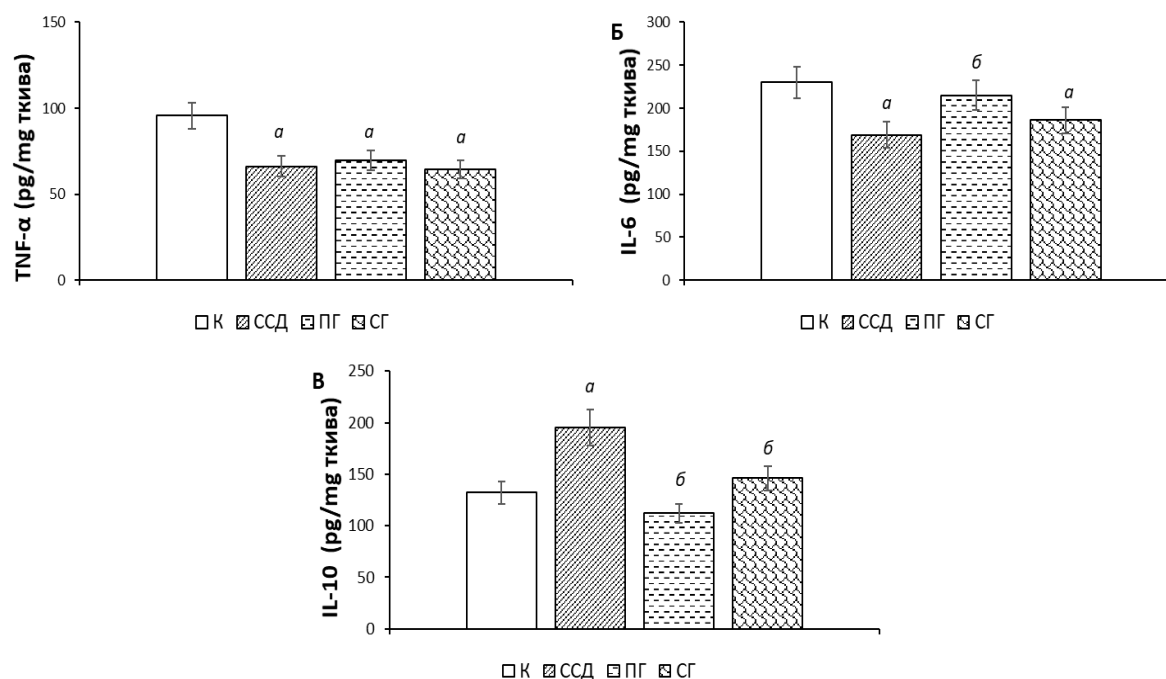 TNF-α (pg/mg ткива)
150
100
50
0
а
а
а
К ССД ПГ СГ
Б
IL-6 (pg/mg ткива)
300
250
200
150
100
50
0
а
б
а
К ССД ПГ СГ
В
IL-10 (pg/mg ткива)
250
200
150
100
50
0
а
б
б
К ССД ПГ СГ